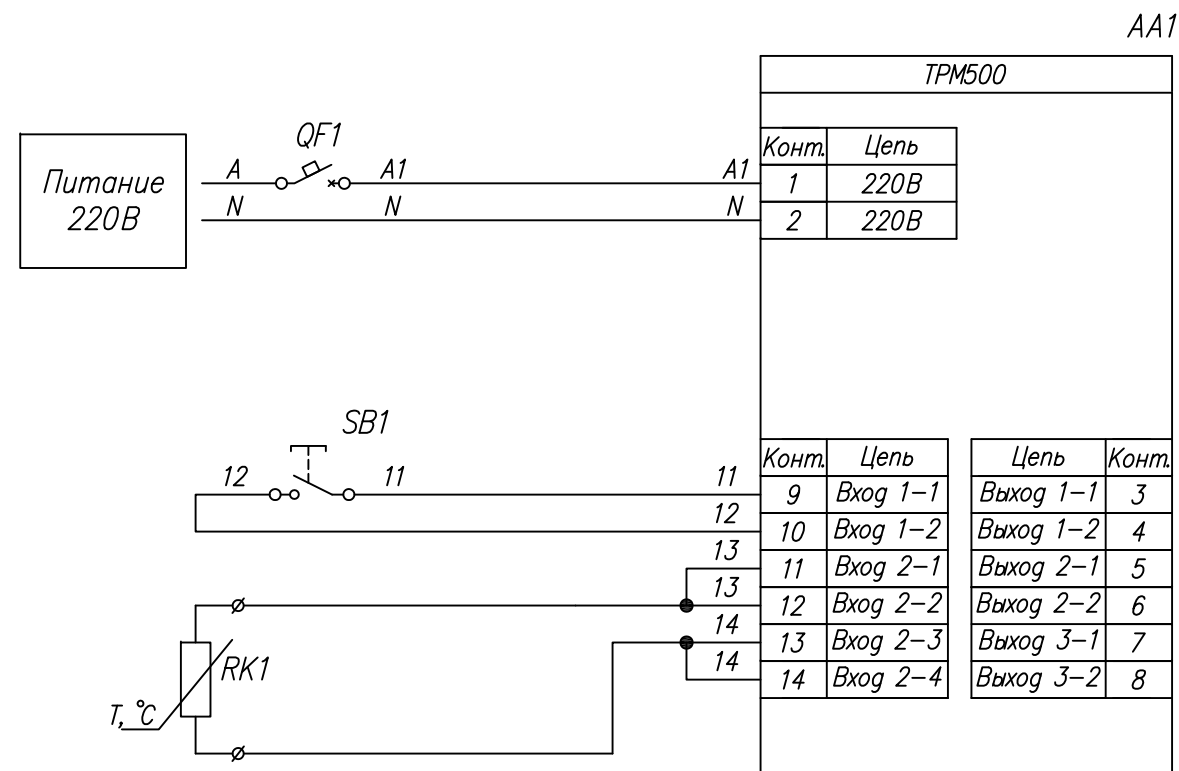 AA1
ТРМ500
Питание
220В
QF1
A A1 A1
N N N
Конт. Цепь
1 220В
2 220В
SB1
12 11 11
12
13
13
14
14
Конт. Цепь
9 Вход 1-1
10 Вход 1-2
11 Вход 2-1
12 Вход 2-2
13 Вход 2-3
14 Вход 2-4
Цепь Конт.
Выход 1-1 3
Выход 1-2 4
Выход 2-1 5
Выход 2-2 6
Выход 3-1 7
Выход 3-2 8
RK1
T, °C